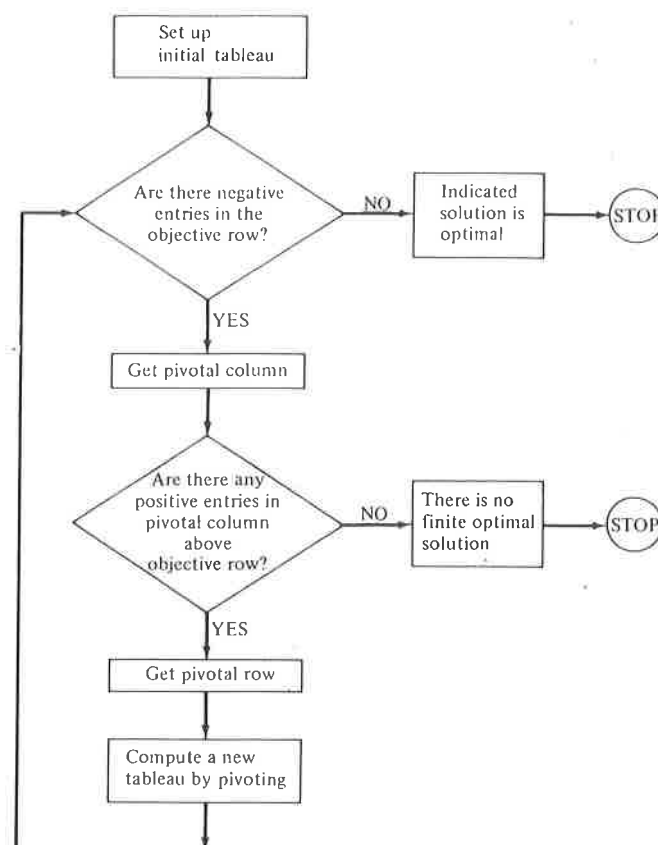 Set up
initial tableau
Are there negative
entries in the
objective row?
NO
Indicated
solution is
optimal
STOP
YES
Get pivotal column
Are there any
positive entries in
pivotal column
above
objective row?
NO
There is no
finite optimal
solution
STOP
YES
Get pivotal row
Compute a new
tableau by pivoting